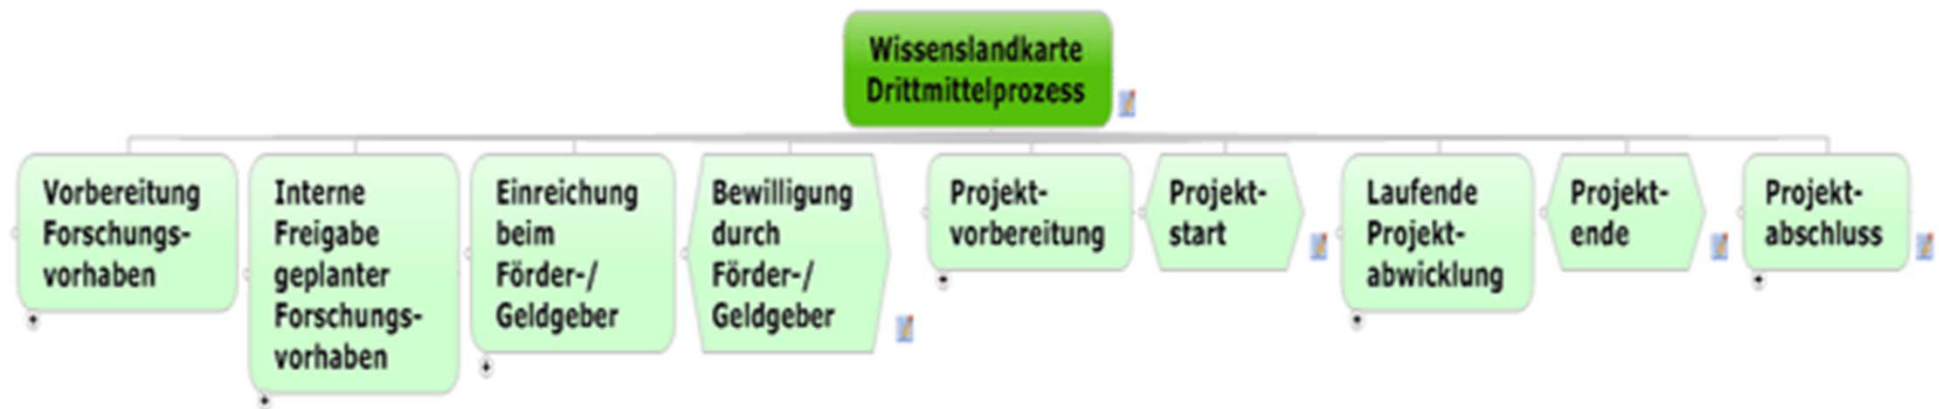 Wissenslandkarte
Drittmittelprozess
Vorbereitung
Forschungs-
vorhaben
Interne
Freigabe
geplanter
Forschungs-
vorhaben
Einreichung
beim
Förder-/
Geldgeber
Bewilligung
durch
Förder-/
Geldgeber
Projekt-
vorbereitung
Projekt-
start
Laufende
Projekt-
abwicklung
Projekt-
ende
Projekt-
abschluss